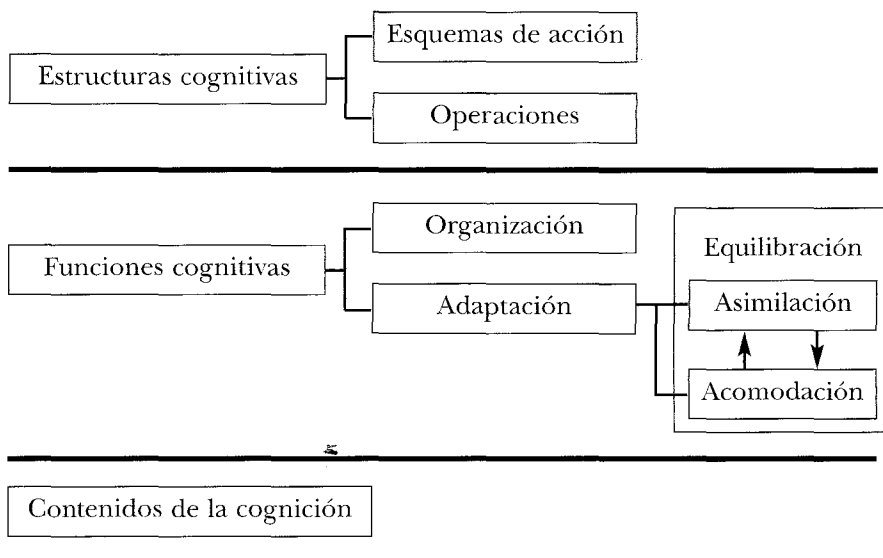 Esquemas de acción
Estructuras cognitivas
Operaciones
Organización
Equilibración
Funciones cognitivas
Adaptación
Asimilación
Acomodación
Contenidos de la cognición